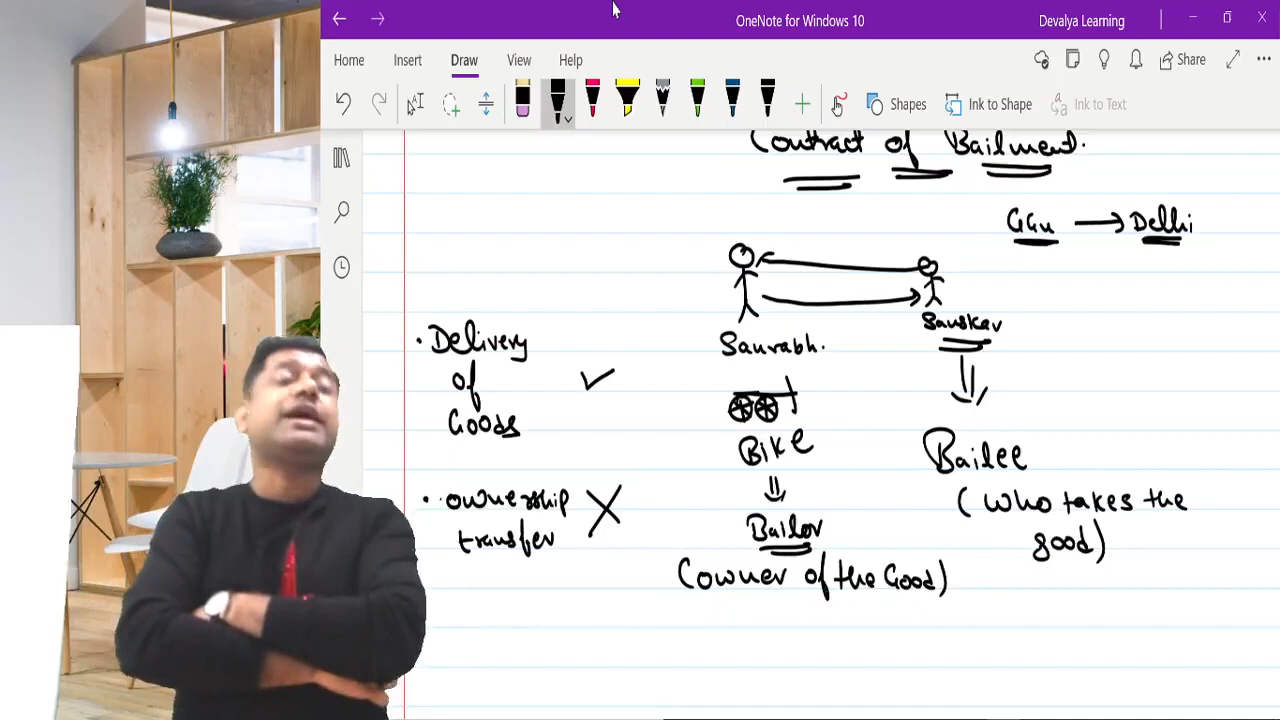 OneNote for Windows 10
Devalya Learning
Home Insert Draw View Help
Share
Shapes
Ink to Shape
Ink to Text
Contract of Bailment.
GGn → Delhi
Saurabh.
Sanskar
• Delivery
of
Goods
Bike
Bailee
(who takes the
good)
• ownership
transfer
Bailor
(owner of the Good)